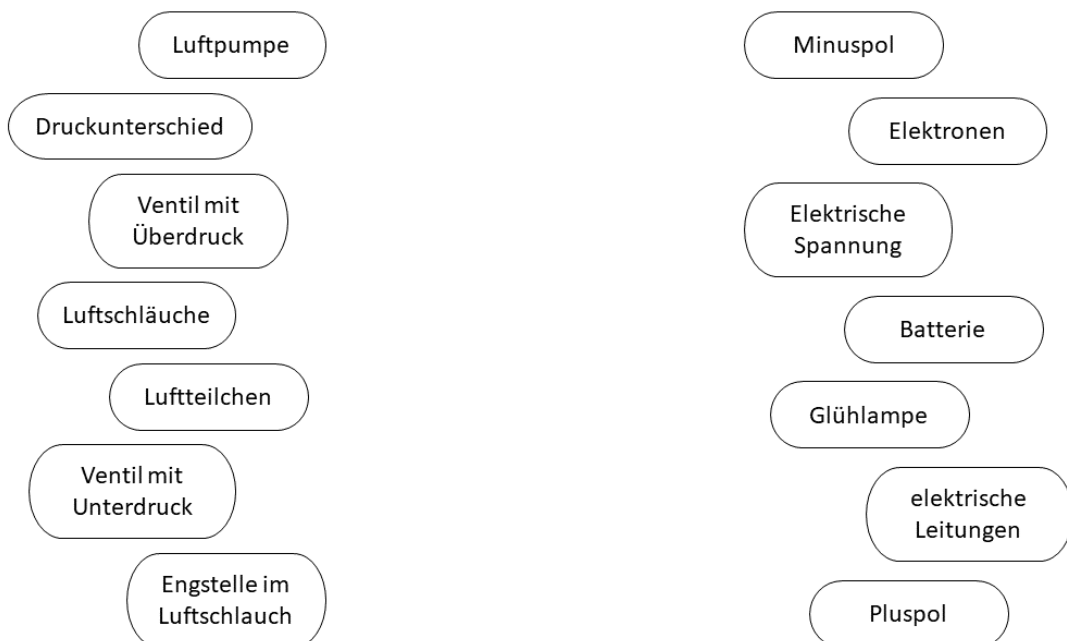 Luftpumpe
Druckunterschied
Ventil mit
Überdruck
Luftschläuche
Luftteilchen
Ventil mit
Unterdruck
Engstelle im
Luftschlauch
Minuspol
Elektronen
Elektrische
Spannung
Batterie
Glühlampe
elektrische
Leitungen
Pluspol